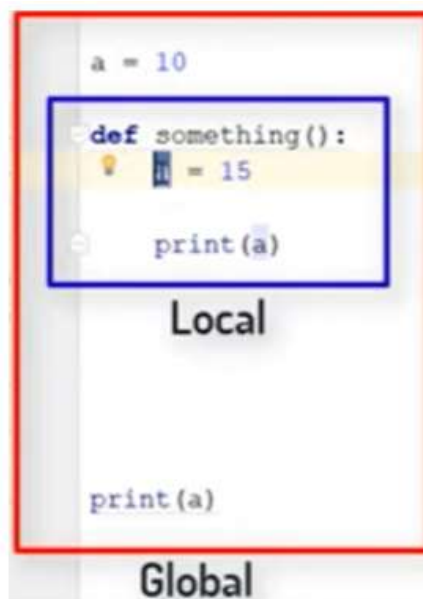 a = 10
def something():
a = 15
print(a)
Local
print(a)
Global